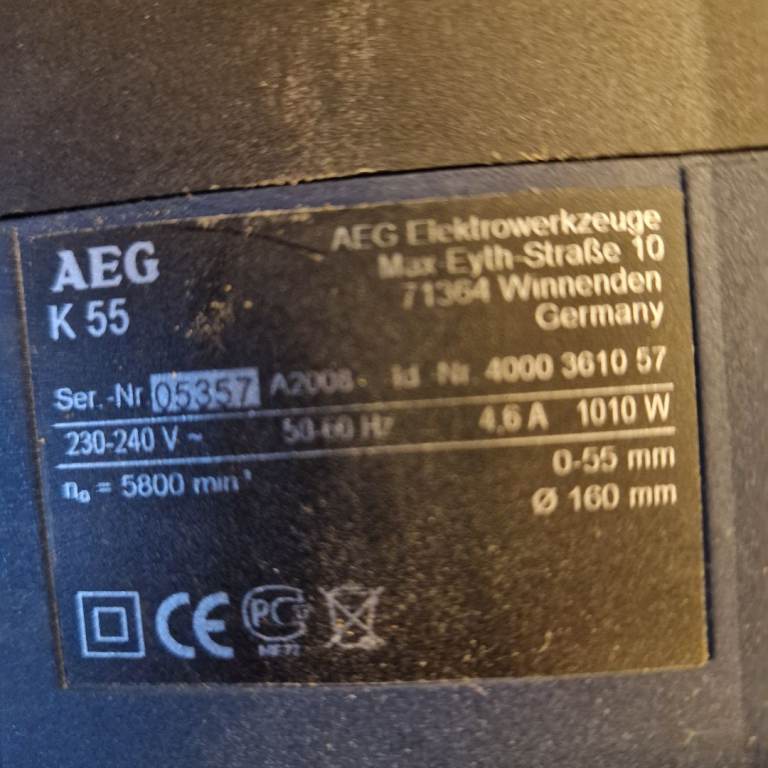 AEG
K 55
AEG Elektrowerkzeuge
Max-Eyth-Straße 10
71364 Winnenden
Germany
Ser.-Nr. 05357 A2008 Id -Nr. 4000 3610 57
230-240 V ~ 50-60 Hz 4,6 A 1010 W
n₀ = 5800 min⁻¹ 0-55 mm
Ø 160 mm
CE PC